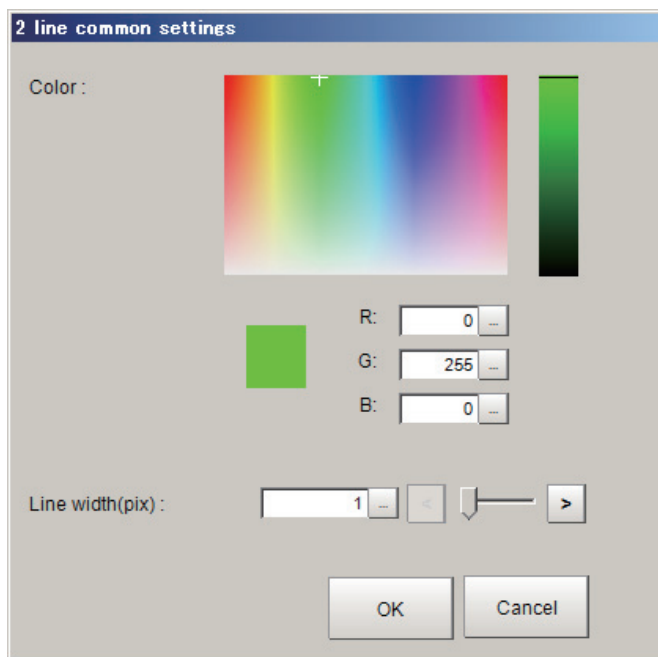 2 line common settings
Color :
R: 0 ...
G: 255 ...
B: 0 ...
Line width(pix) : 1 ... < >
OK Cancel